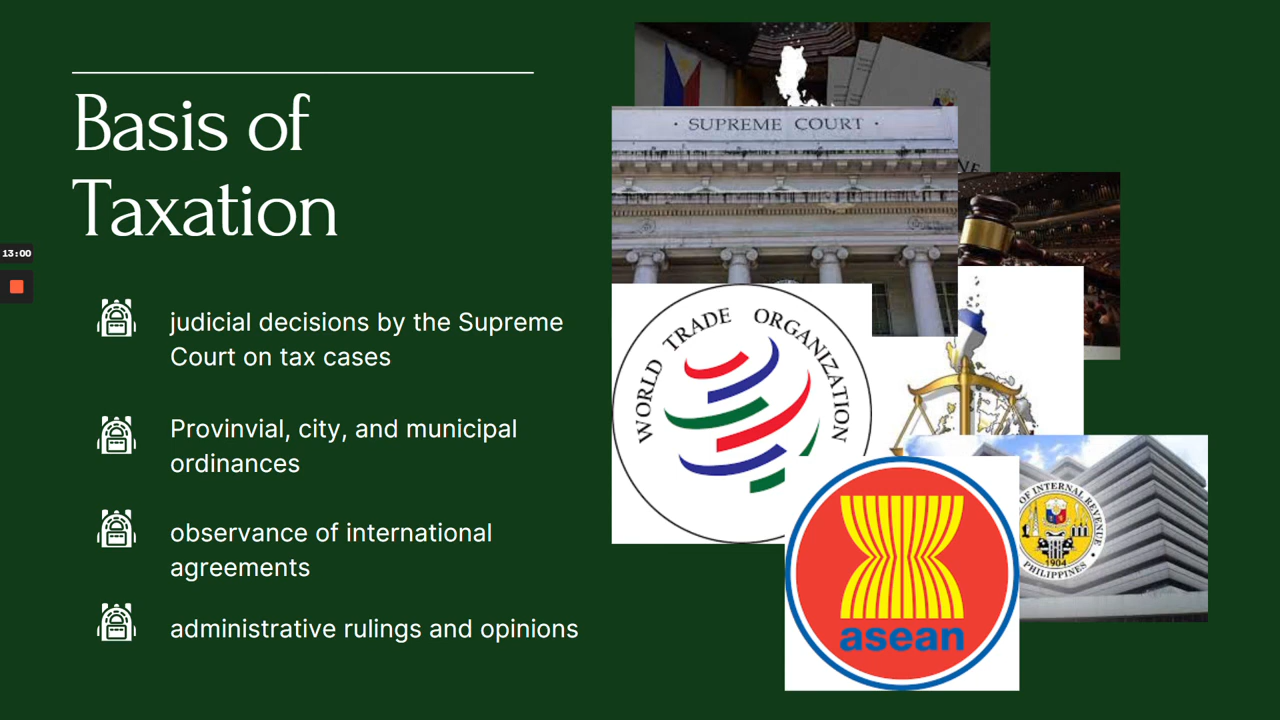 Basis of
Taxation
13:00
judicial decisions by the Supreme
Court on tax cases
Provinvial, city, and municipal
ordinances
observance of international
agreements
administrative rulings and opinions
· SUPREME COURT ·
WORLD TRADE ORGANIZATION
asean
OF INTERNAL REVENUE
1904
PHILIPPINES